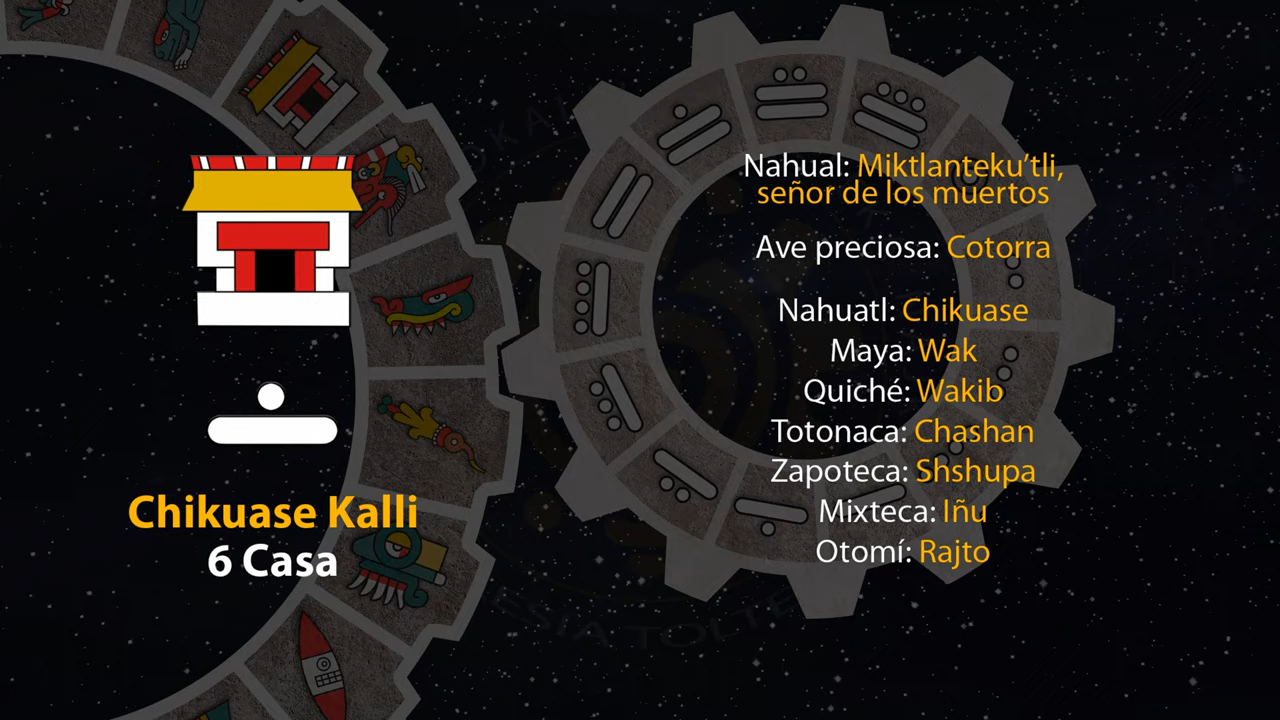 Chikuase Kalli
6 Casa
Nahual: Miktlanteku’tli,
señor de los muertos
Ave preciosa: Cotorra
Nahuatl: Chikuase
Maya: Wak
Quiché: Wakib
Totonaca: Chashan
Zapoteca: Shshupa
Mixteca: Iñu
Otomí: Rajto